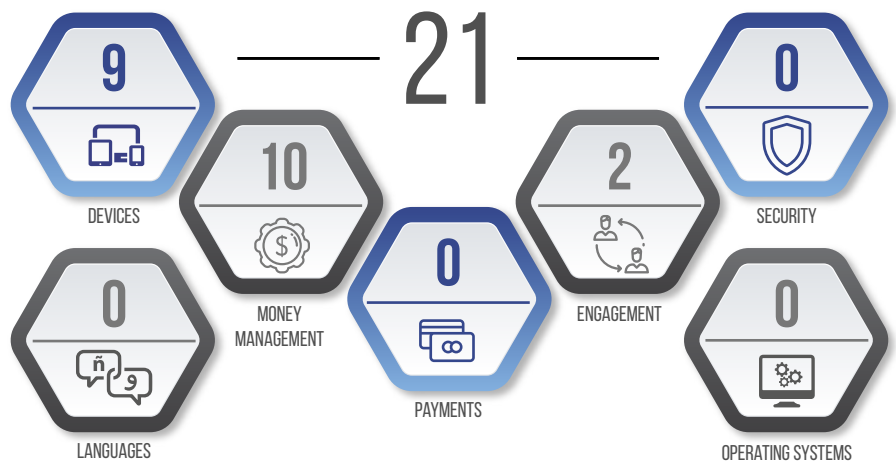 21
9
DEVICES
10
MONEY
MANAGEMENT
0
PAYMENTS
2
ENGAGEMENT
0
SECURITY
0
ñ
و
LANGUAGES
$
0
OPERATING SYSTEMS